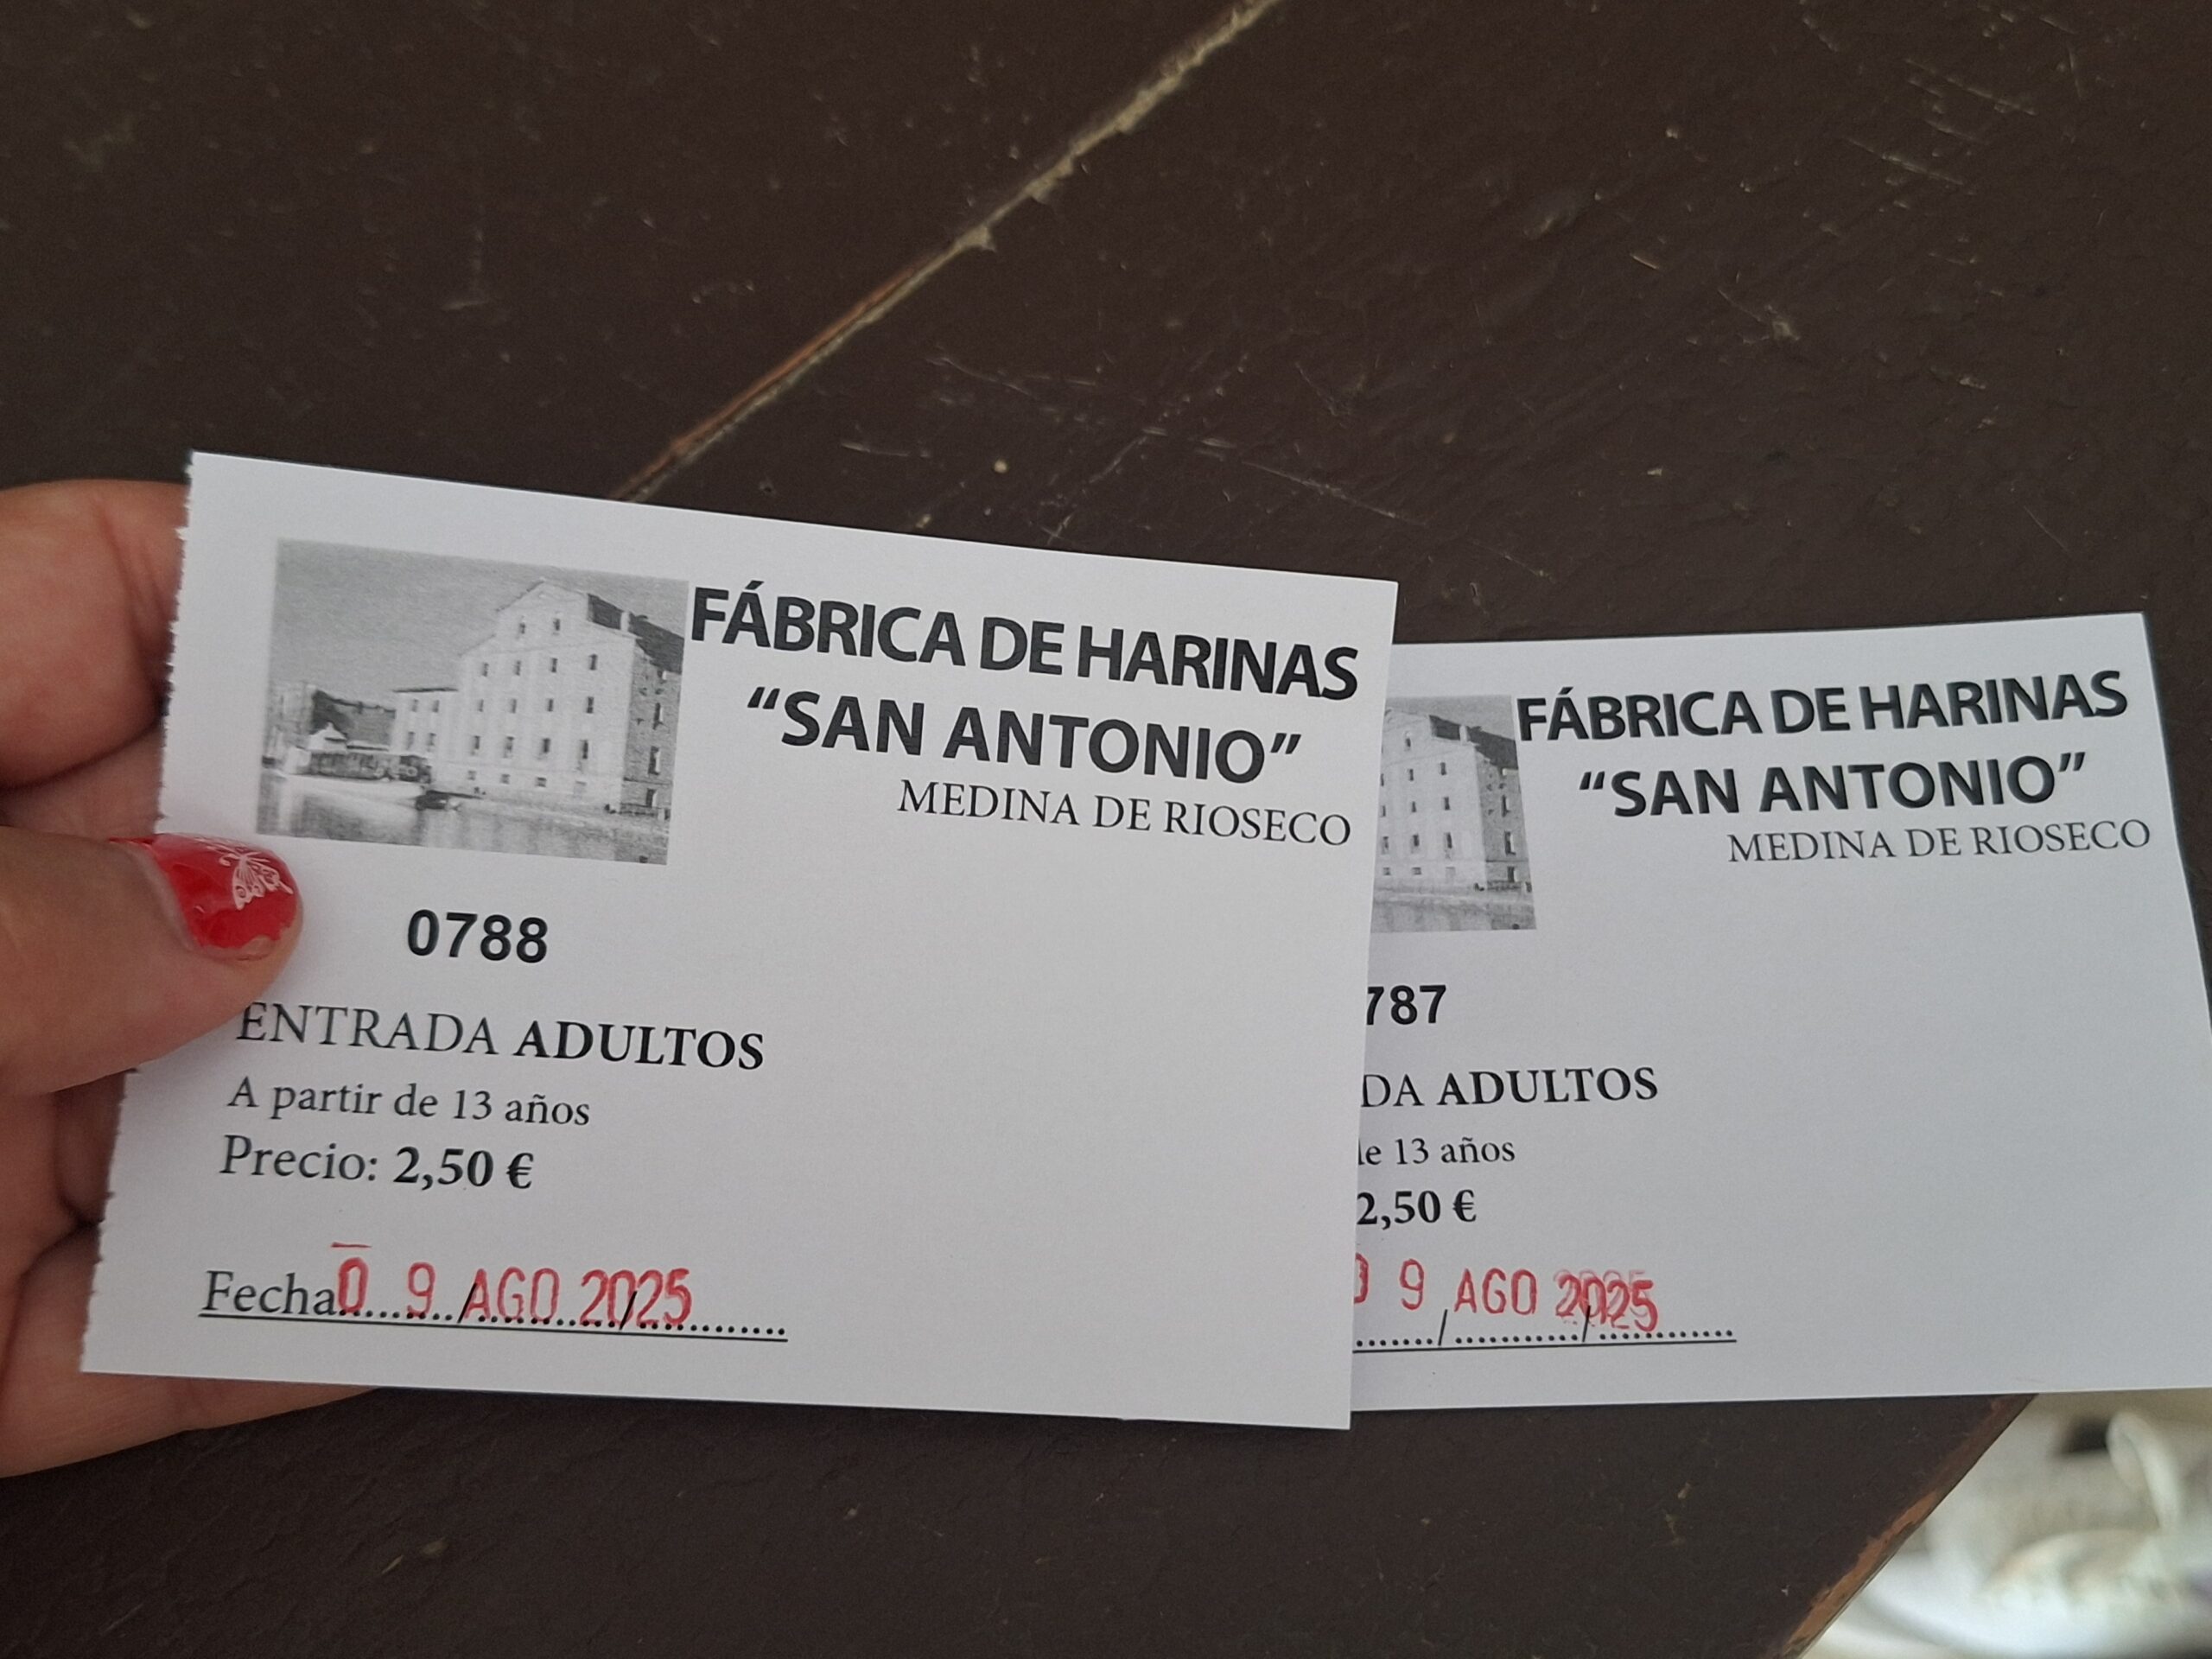 FÁBRICA DE HARINAS
“SAN ANTONIO”
MEDINA DE RIOSECO
0788
ENTRADA ADULTOS
A partir de 13 años
Precio: 2,50 €
Fecha 0 9 / AGO 2025
FÁBRICA DE HARINAS
“SAN ANTONIO”
MEDINA DE RIOSECO
787
DA ADULTOS
13 años
2,50 €
9 AGO 2025